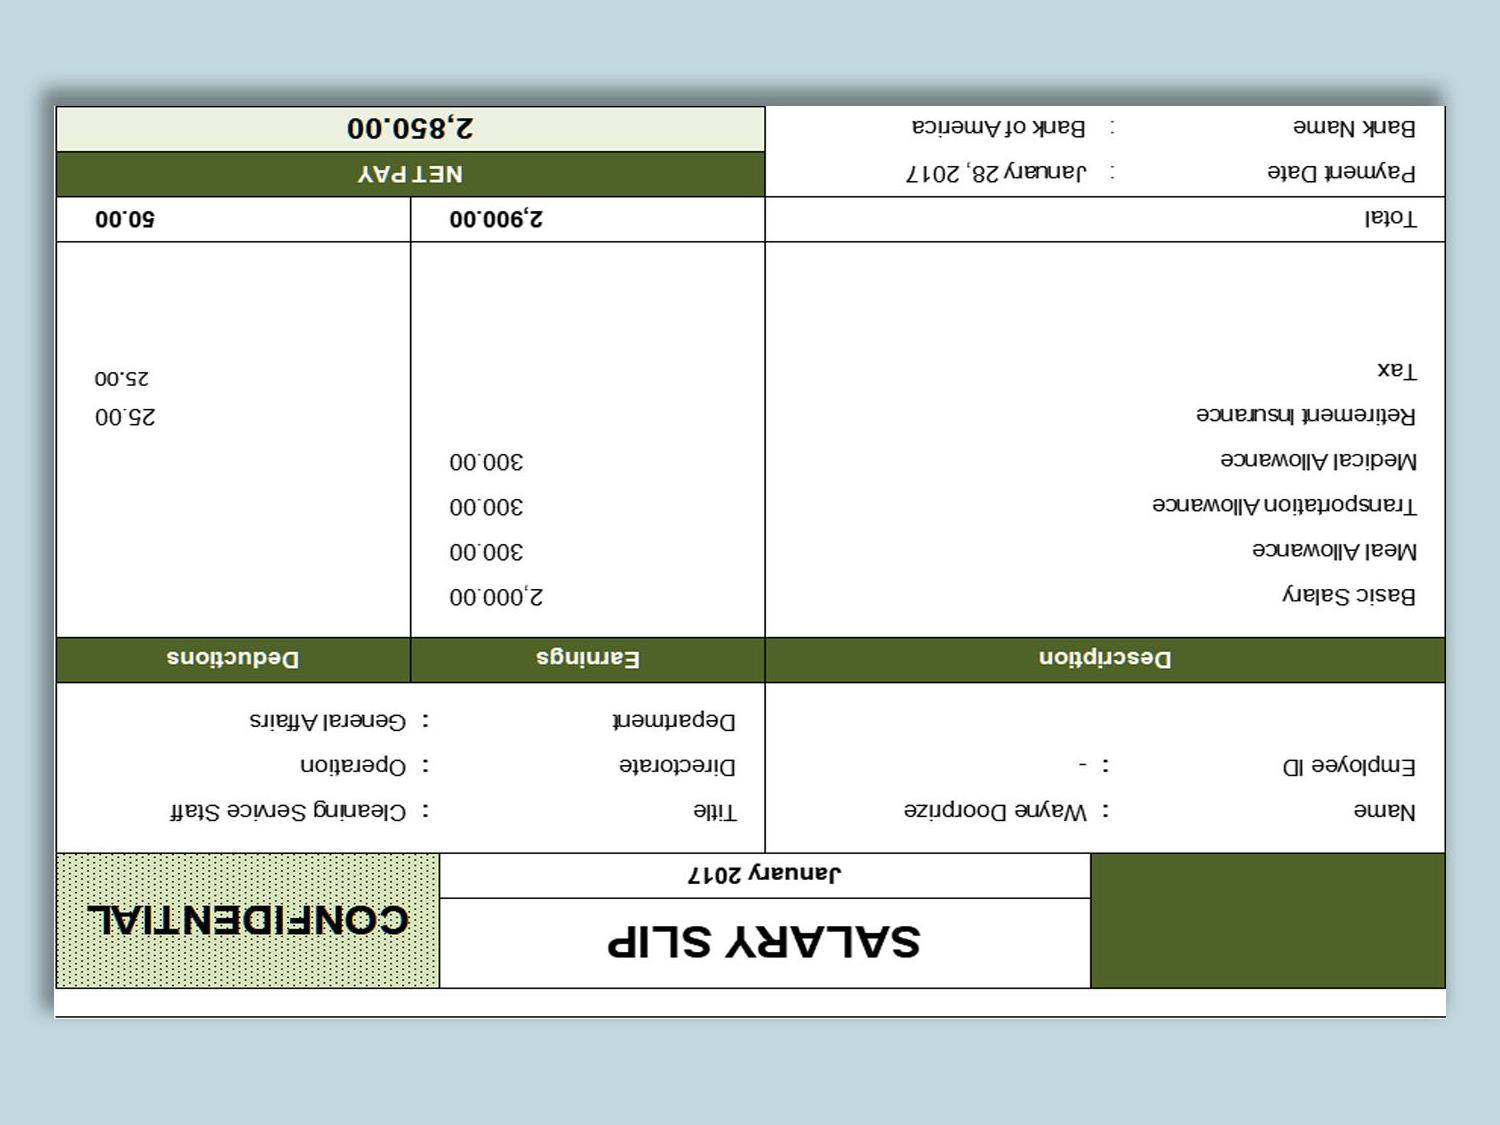 SALARY SLIP
January 2017
CONFIDENTIAL
Name : Wayne Doorprize Title : Cleaning Service Staff
Employee ID : - Directorate : Operation
Department : General Affairs
Description Earnings Deductions
Basic Salary 2,000.00
Meal Allowance 300.00
Transportation Allowance 300.00
Medical Allowance 300.00
Retirement Insurance 25.00
Tax 25.00
Total 2,900.00 50.00
Payment Date : January 28, 2017 NET PAY
Bank Name : Bank of America 2,850.00